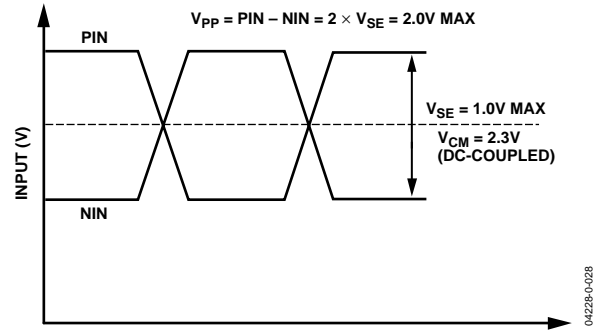 V_PP = PIN – NIN = 2 × V_SE = 2.0V MAX
PIN
V_SE = 1.0V MAX
V_CM = 2.3V
(DC-COUPLED)
INPUT (V)
NIN
04228-0-028